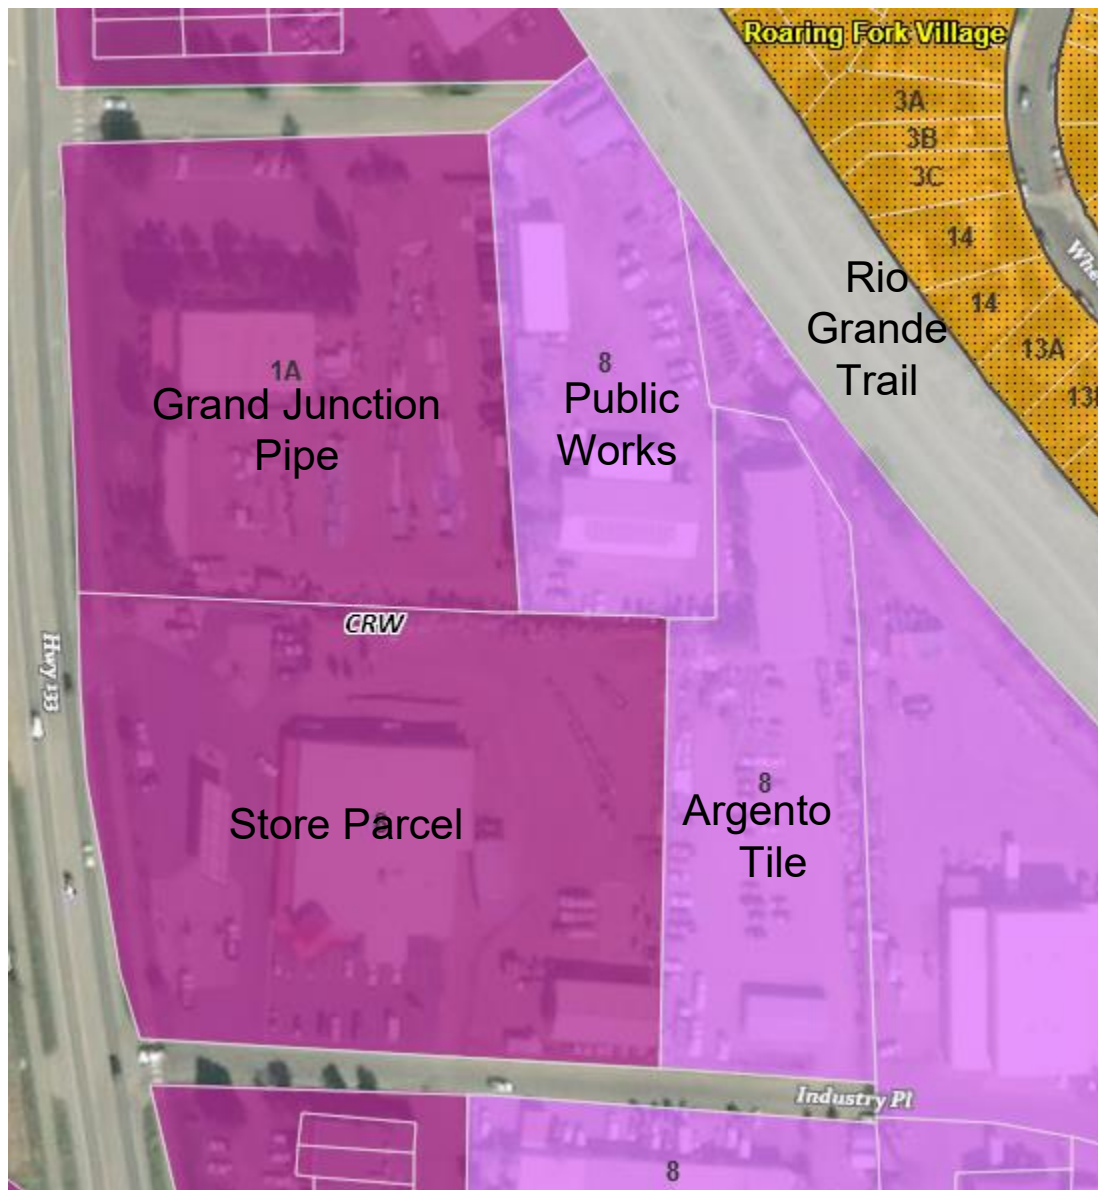 Roaring Fork Village
3A
3B
3C
14
14
13A
Rio
Grande
Trail
1A
Grand Junction
Pipe
8
Public
Works
CRW
Hwy 133
Store Parcel
8
Argento
Tile
Industry Pl
8